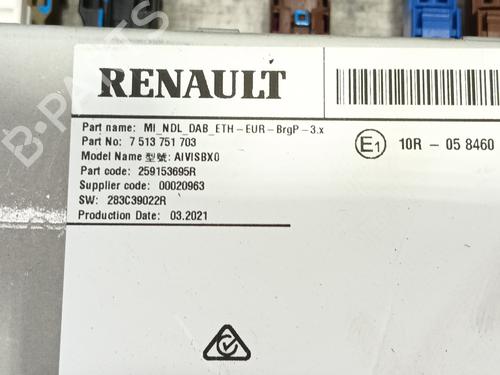 RENAULT
Part name: MI_NDL_DAB_ETH-EUR-BrgP-3.x
Part No: 7 513 751 703
Model Name 型號: AIVISBX0
Part code: 259153695R
Supplier code: 00020963
SW: 283C39022R
Production Date: 03.2021
E1 10R - 05 8460
B-PARTS